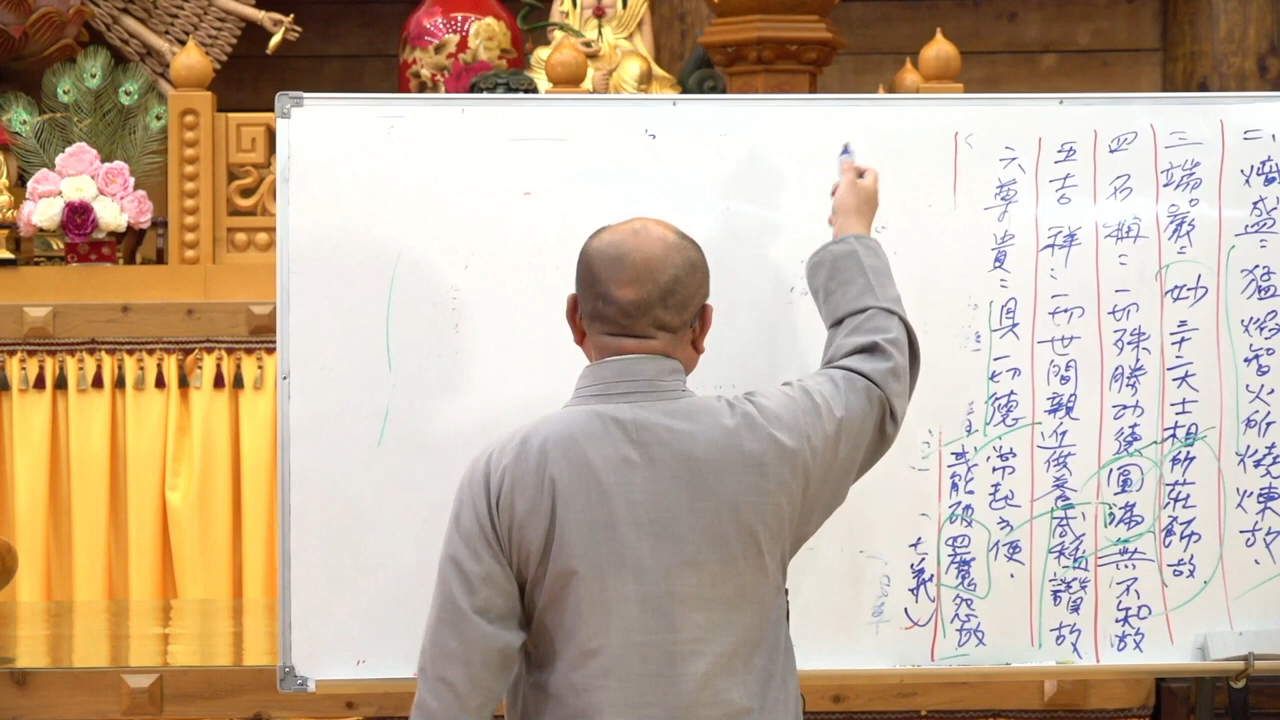 二、熾盛：猛焰智火所燒煉故．
三端嚴：妙三十二大士相所莊飾故．
四名稱：一切殊勝功德圓滿無不知故
五吉祥：一切世間親近供養咸稱讚故
六尊貴：具一切德常起方便．
或能破四魔怨故
七義)